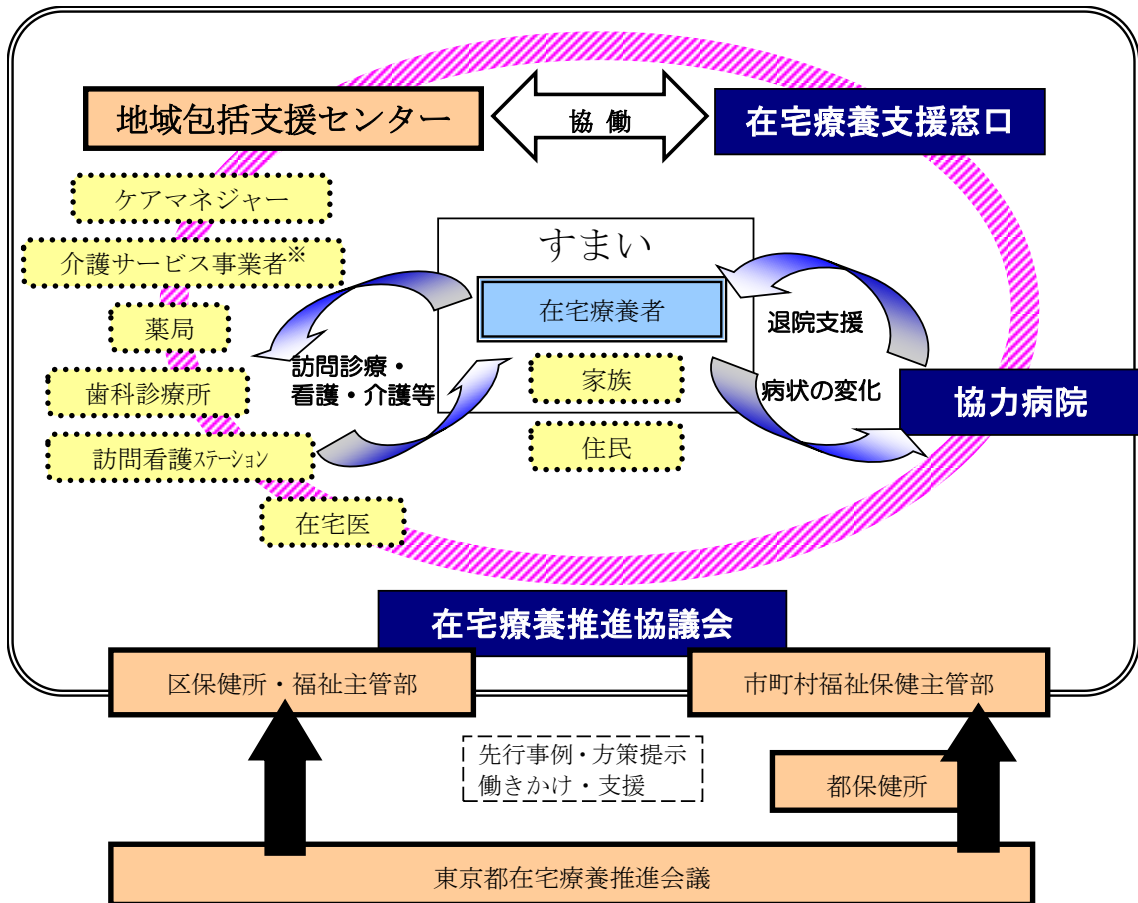 地域包括支援センター
協 働
在宅療養支援窓口
ケアマネジャー
介護サービス事業者※
薬局
歯科診療所
訪問看護ｽﾃｰｼｮﾝ
在宅医
訪問診療・
看護・介護等
すまい
在宅療養者
家族
住民
退院支援
病状の変化
協力病院
在宅療養推進協議会
区保健所・福祉主管部
市町村福祉保健主管部
先行事例・方策提示
働きかけ・支援
都保健所
東京都在宅療養推進会議